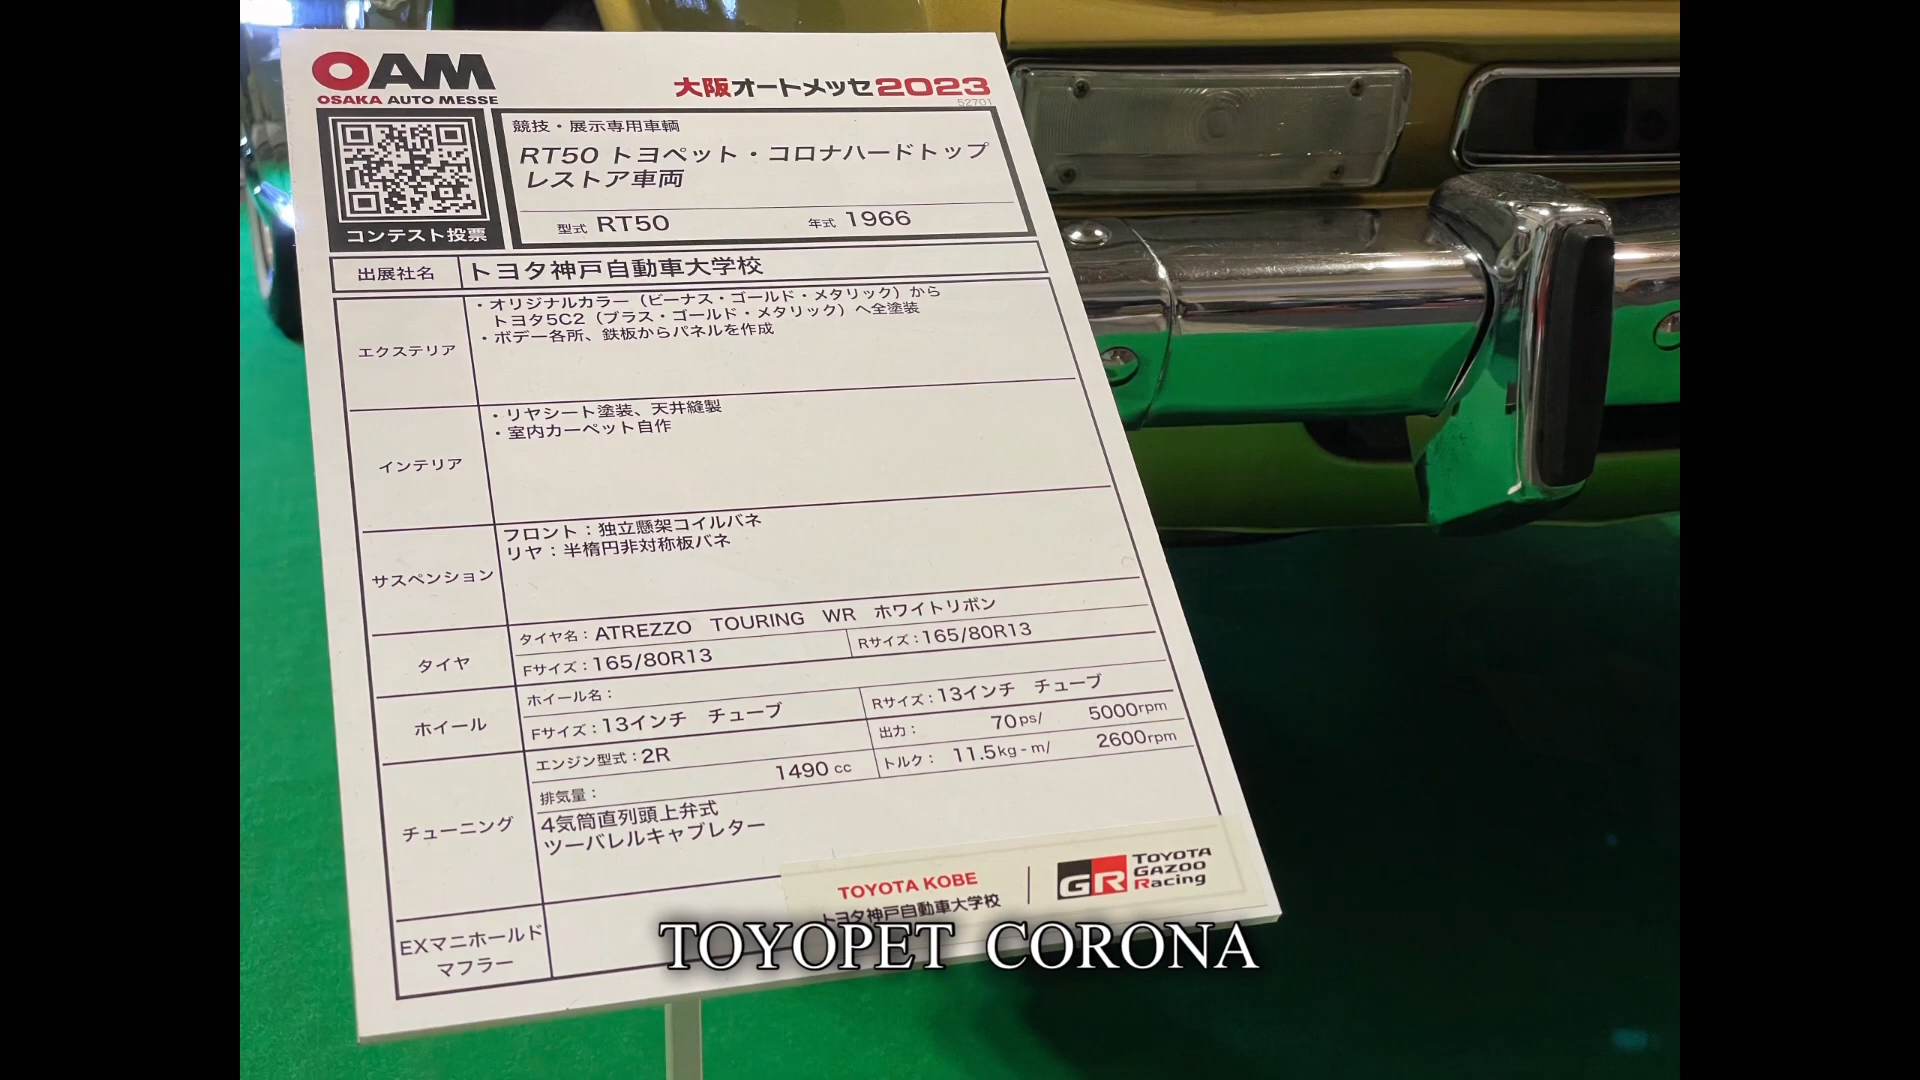 OAM
OSAKA AUTO MESSE
大阪オートメッセ2023
52701
コンテスト投票
競技・展示専用車輌
RT50 トヨペット・コロナハードトップ
レストア車両
型式 RT50 年式 1966
出展社名 トヨタ神戸自動車大学校
エクステリア
・オリジナルカラー（ビーナス・ゴールド・メタリック）から
トヨタ5C2（ブラス・ゴールド・メタリック）へ全塗装
・ボデー各所、鉄板からパネルを作成
インテリア
・リヤシート塗装、天井縫製
・室内カーペット自作
サスペンション
フロント：独立懸架コイルバネ
リヤ：半楕円非対称板バネ
タイヤ
タイヤ名：ATREZZO TOURING WR ホワイトリボン
Fサイズ：165/80R13 Rサイズ：165/80R13
ホイール
ホイール名：
Fサイズ：13インチ チューブ Rサイズ：13インチ チューブ
チューニング
エンジン型式：2R 出力： 70ps/ 5000rpm
排気量： 1490 cc トルク： 11.5kg-m/ 2600rpm
4気筒直列頭上弁式
ツーバレルキャブレター
EXマニホールド
マフラー
TOYOTA KOBE
トヨタ神戸自動車大学校
GR TOYOTA
GAZOO
Racing
TOYOPET CORONA